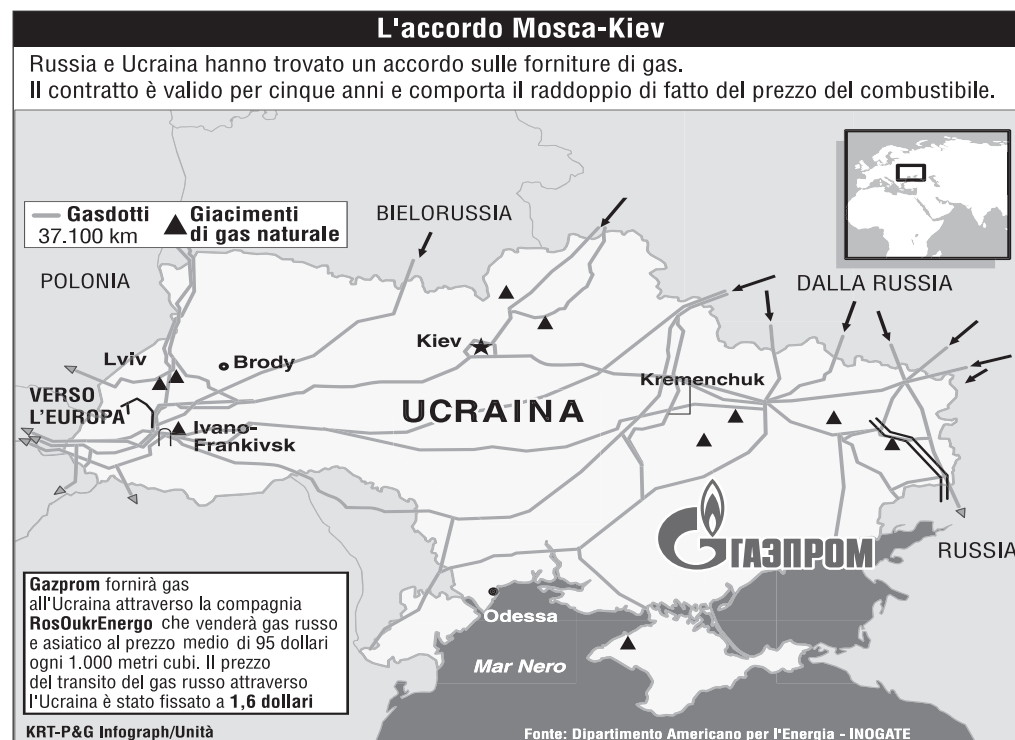 L'accordo Mosca-Kiev
Russia e Ucraina hanno trovato un accordo sulle forniture di gas.
Il contratto è valido per cinque anni e comporta il raddoppio di fatto del prezzo del combustibile.
Gasdotti
37.100 km
Giacimenti
di gas naturale
BIELORUSSIA
POLONIA
DALLA RUSSIA
Kiev
Lviv
Brody
Kremenchuk
VERSO
L'EUROPA
UCRAINA
Ivano-
Frankivsk
ГАЗПРОМ
RUSSIA
Odessa
Mar Nero
Gazprom fornirà gas
all'Ucraina attraverso la compagnia
RosOukrEnergo che venderà gas russo
e asiatico al prezzo medio di 95 dollari
ogni 1.000 metri cubi. Il prezzo
del transito del gas russo attraverso
l'Ucraina è stato fissato a 1,6 dollari
KRT-P&G Infograph/Unità
Fonte: Dipartimento Americano per l'Energia - INOGATE